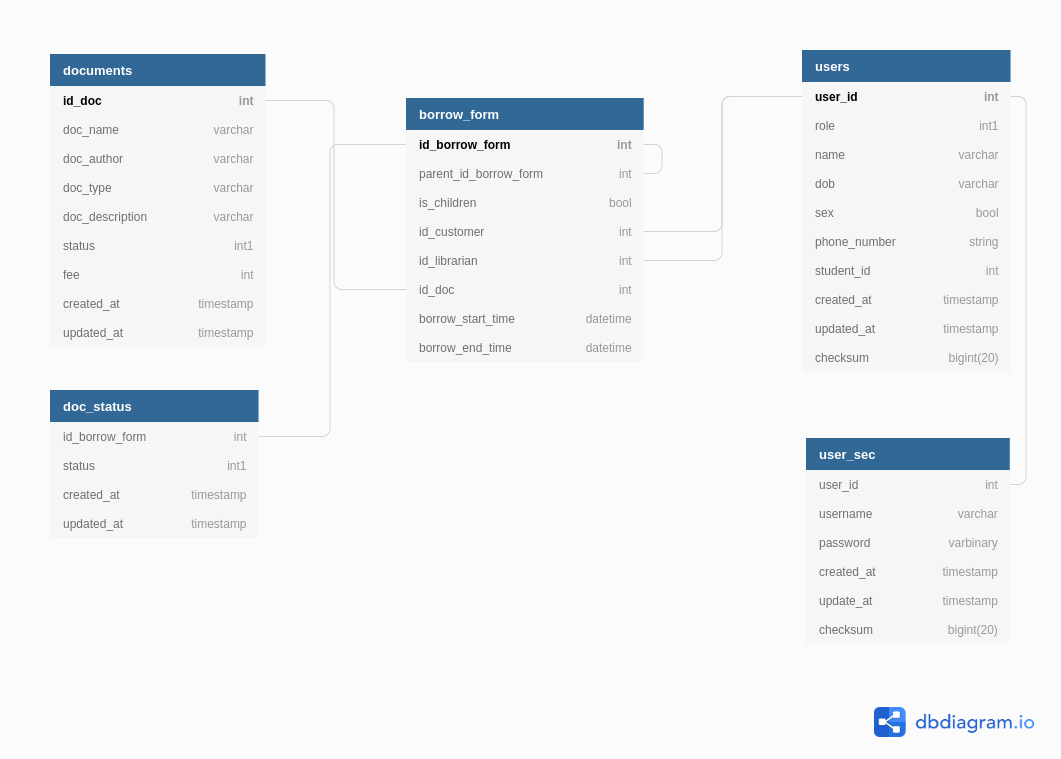 documents
id_doc int
doc_name varchar
doc_author varchar
doc_type varchar
doc_description varchar
status int1
fee int
created_at timestamp
updated_at timestamp
doc_status
id_borrow_form int
status int1
created_at timestamp
updated_at timestamp
borrow_form
id_borrow_form int
parent_id_borrow_form int
is_children bool
id_customer int
id_librarian int
id_doc int
borrow_start_time datetime
borrow_end_time datetime
users
user_id int
role int1
name varchar
dob varchar
sex bool
phone_number string
student_id int
created_at timestamp
updated_at timestamp
checksum bigint(20)
user_sec
user_id int
username varchar
password varbinary
created_at timestamp
update_at timestamp
checksum bigint(20)
dbdiagram.io